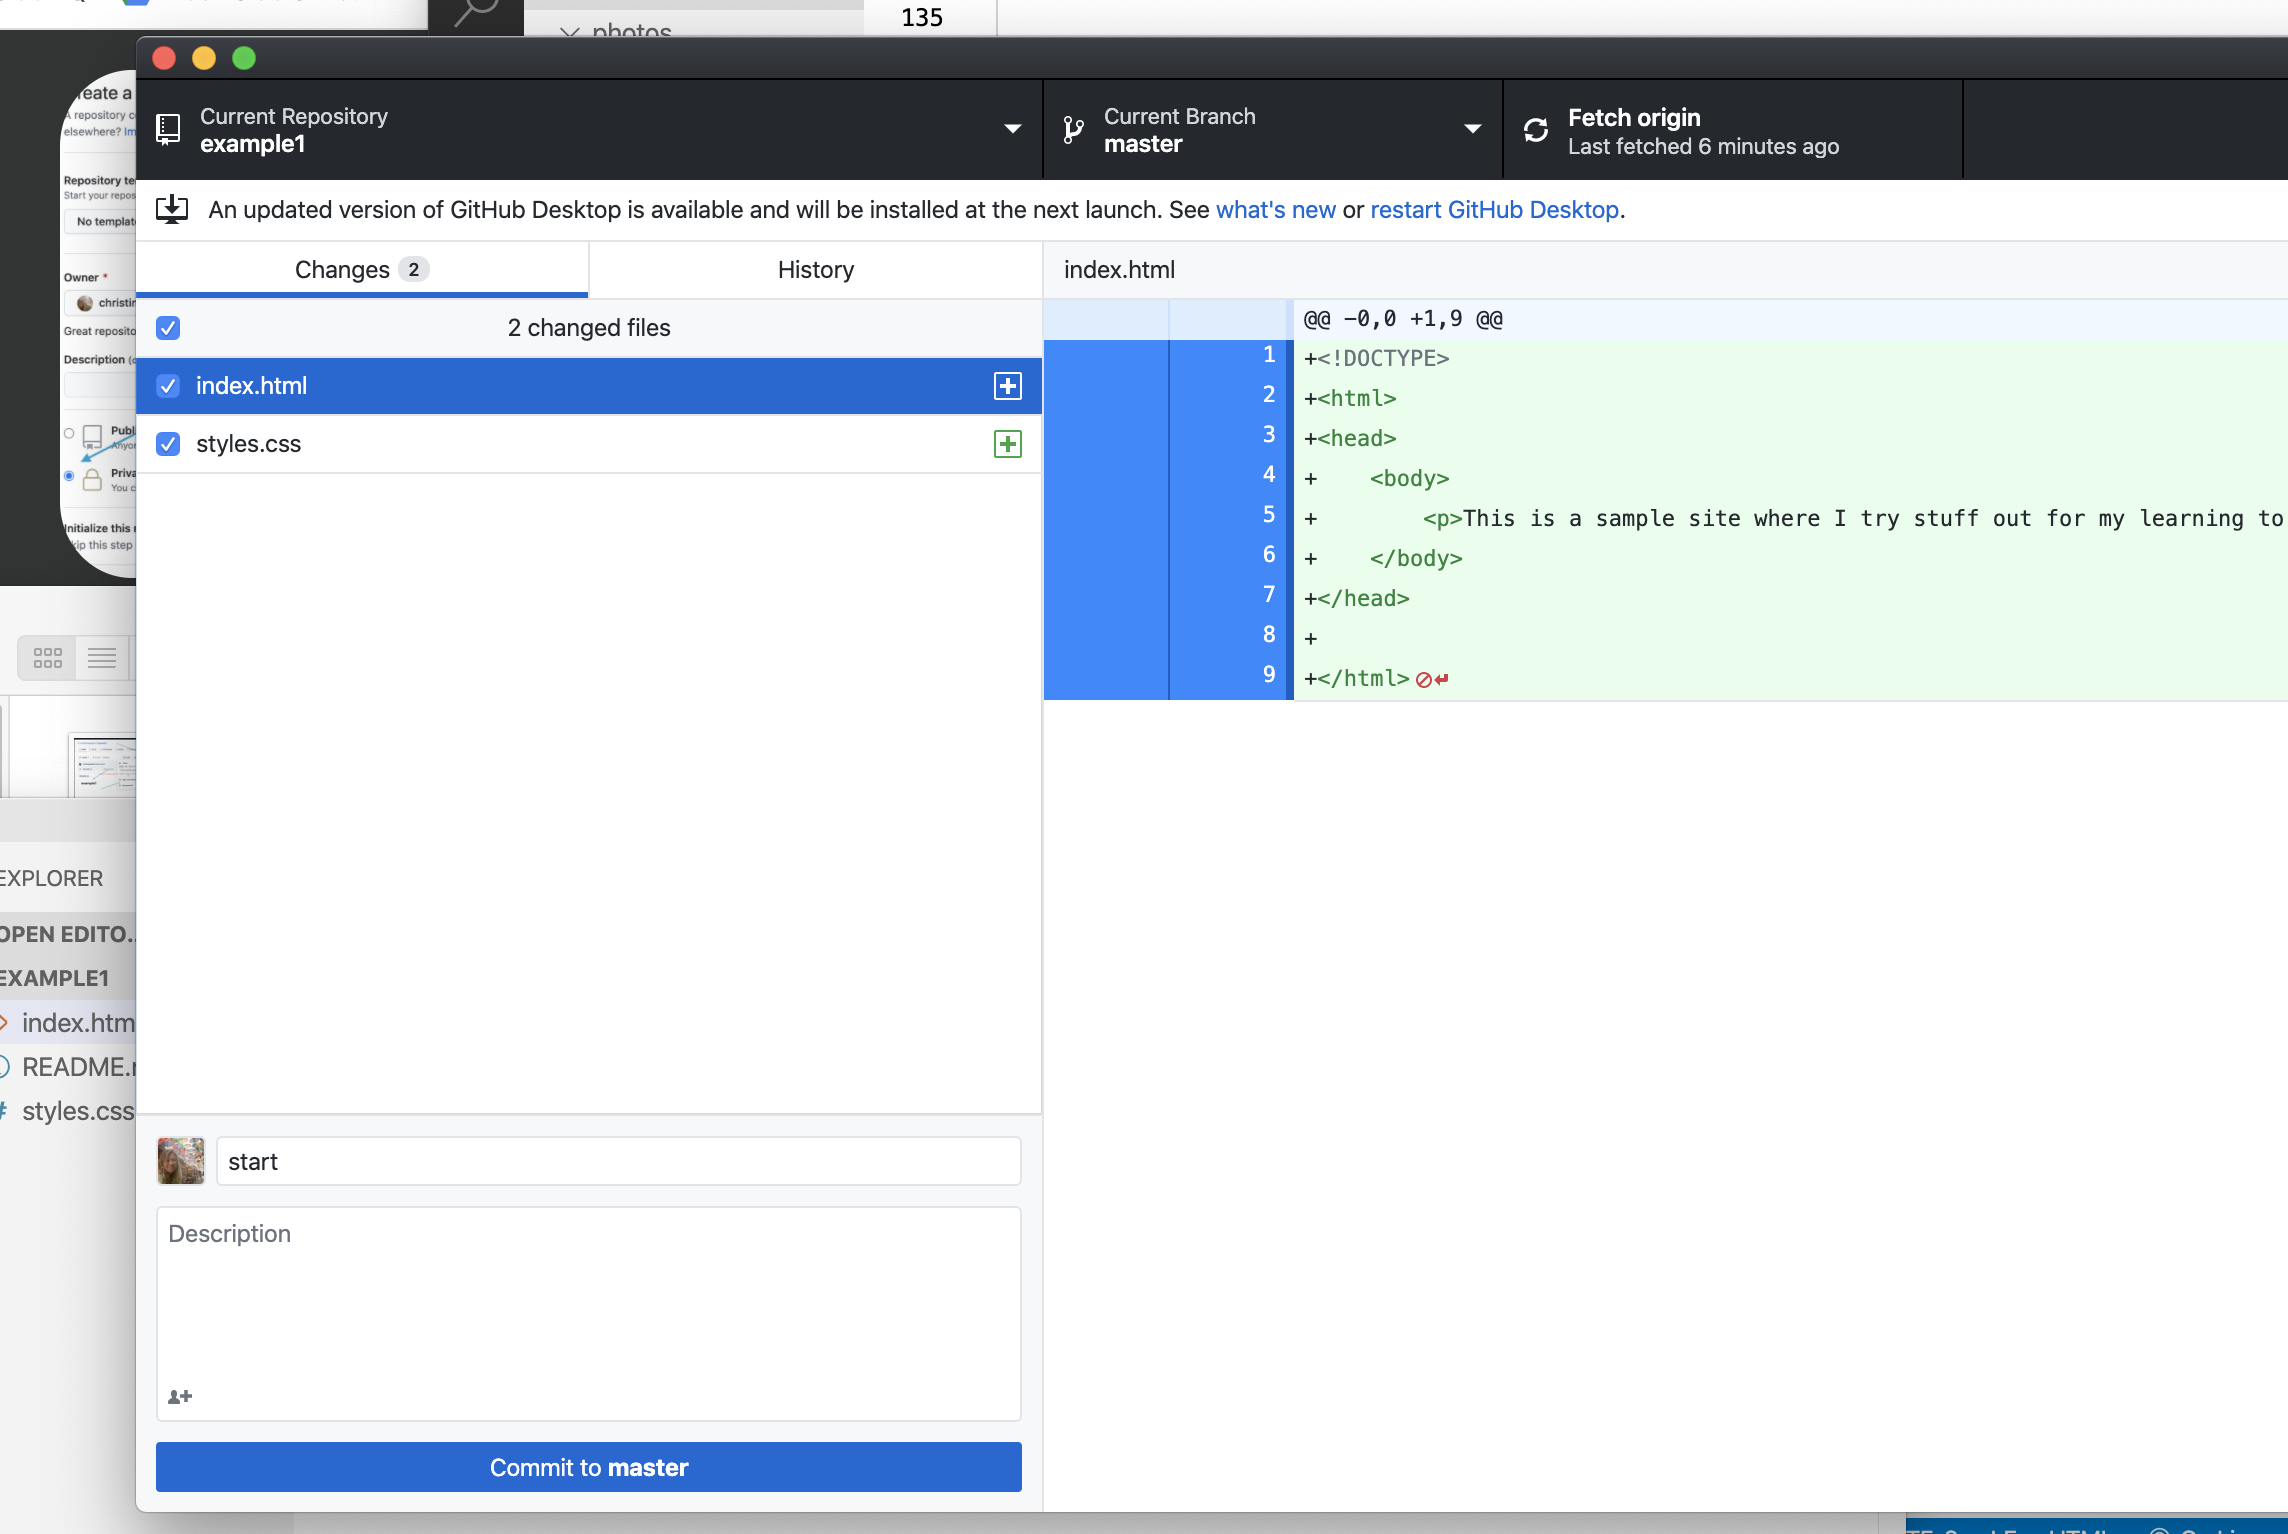 photos
135
reate a
A repository c
elsewhere? Im
Repository te
Start your repos
No templat
Owner *
christin
Great reposito
Description (o
Publ
Anyon
Priva
You c
Initialize this r
kip this step
EXPLORER
OPEN EDITO...
EXAMPLE1
index.htm
README.
styles.css
Current Repository
example1
Current Branch
master
Fetch origin
Last fetched 6 minutes ago
An updated version of GitHub Desktop is available and will be installed at the next launch. See what's new or restart GitHub Desktop.
Changes 2
History
2 changed files
index.html
styles.css
start
Description
Commit to master
index.html
@@ -0,0 +1,9 @@
1 +<!DOCTYPE>
2 +<html>
3 +<head>
4 + <body>
5 + <p>This is a sample site where I try stuff out for my learning to
6 + </body>
7 +</head>
8 +
9 +</html>